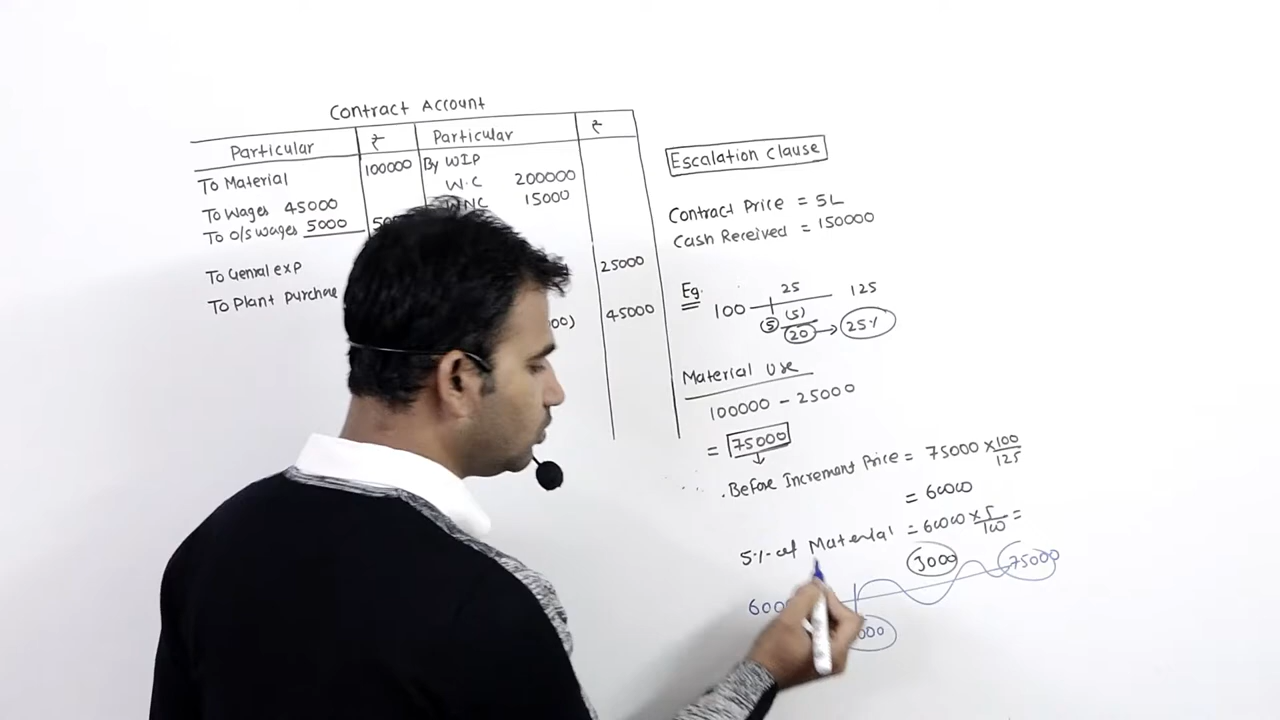 Contract Account
Particular ₹ Particular ₹
To Material 100000 By WIP
W.C 200000
To Wages 45000 WNC 15000
To O/S Wages 5000
To Genral exp 25000
To Plant Purchase 45000
Escalation Clause
Contract Price = 5L
Cash Received = 150000
Eg. 100 25 125
5 (5)
20 → 25%
Material Use
100000 - 25000
= 75000
∴ Before Increment Price = 75000 × 100/125
= 60000
5% of Material = 60000 × 5/100 =
3000 75000